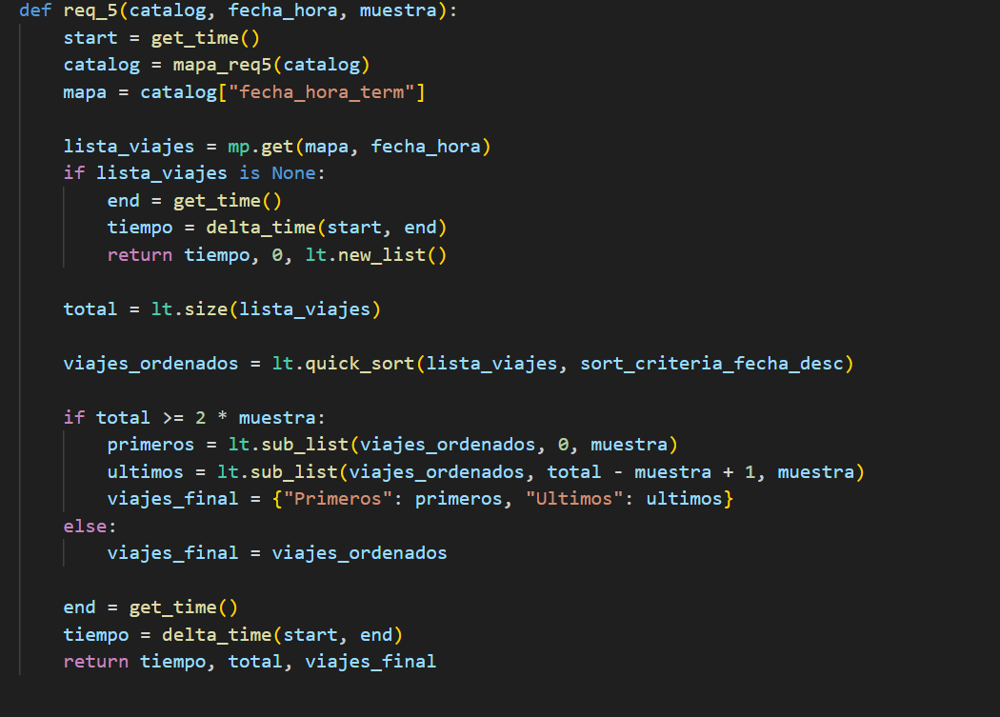 def req_5(catalog, fecha_hora, muestra):
    start = get_time()
    catalog = mapa_req5(catalog)
    mapa = catalog["fecha_hora_term"]

    lista_viajes = mp.get(mapa, fecha_hora)
    if lista_viajes is None:
        end = get_time()
        tiempo = delta_time(start, end)
        return tiempo, 0, lt.new_list()

    total = lt.size(lista_viajes)

    viajes_ordenados = lt.quick_sort(lista_viajes, sort_criteria_fecha_desc)

    if total >= 2 * muestra:
        primeros = lt.sub_list(viajes_ordenados, 0, muestra)
        ultimos = lt.sub_list(viajes_ordenados, total - muestra + 1, muestra)
        viajes_final = {"Primeros": primeros, "Ultimos": ultimos}
    else:
        viajes_final = viajes_ordenados

    end = get_time()
    tiempo = delta_time(start, end)
    return tiempo, total, viajes_final